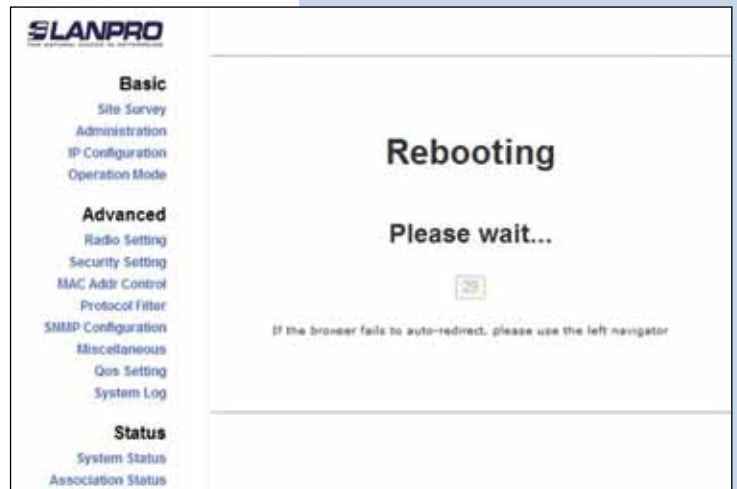 LANPRO
Basic
Site Survey
Administration
IP Configuration
Operation Mode
Advanced
Radio Setting
Security Setting
MAC Addr Control
Protocol Filter
SNMP Configuration
Miscellaneous
Qos Setting
System Log
Status
System Status
Association Status
Rebooting
Please wait...
29
If the browser fails to auto-redirect, please use the left navigator